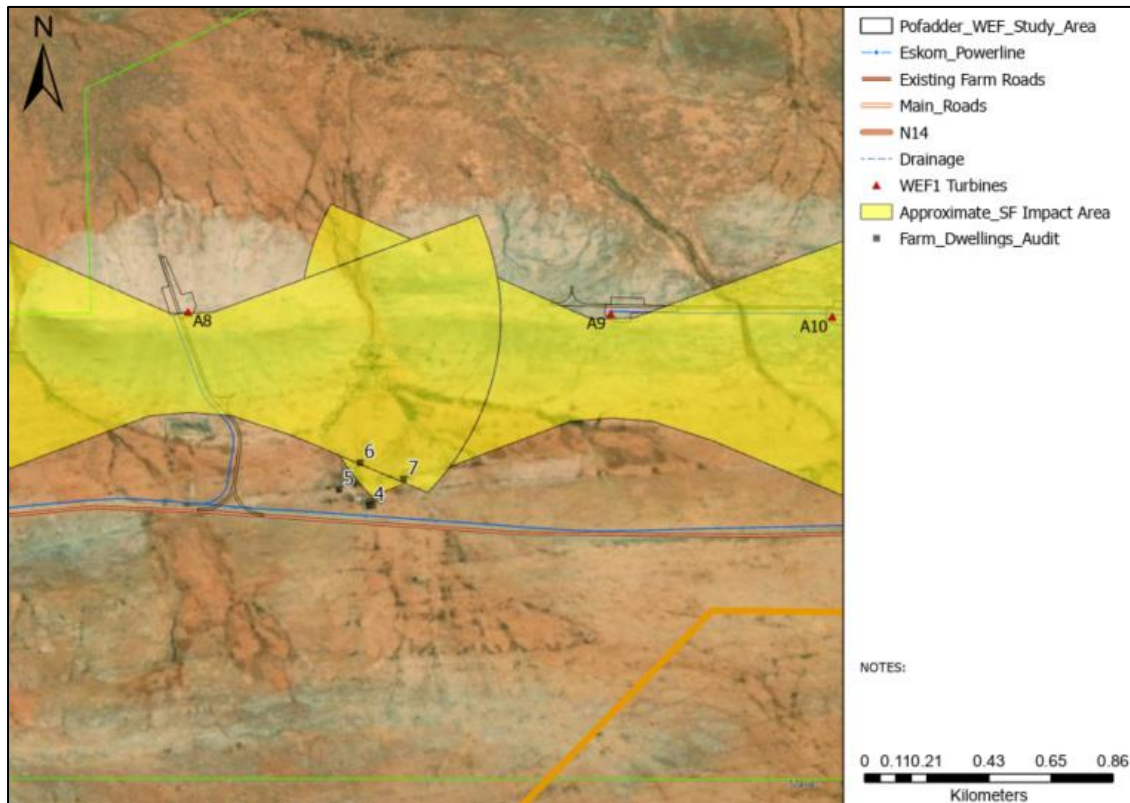 N
Pofadder_WEF_Study_Area
Eskom_Powerline
Existing Farm Roads
Main_Roads
N14
Drainage
WEF1 Turbines
Approximate_SF Impact Area
Farm_Dwellings_Audit
A8
A9
A10
6
7
5
4
NOTES:
0 0.110.21 0.43 0.65 0.86
Kilometers